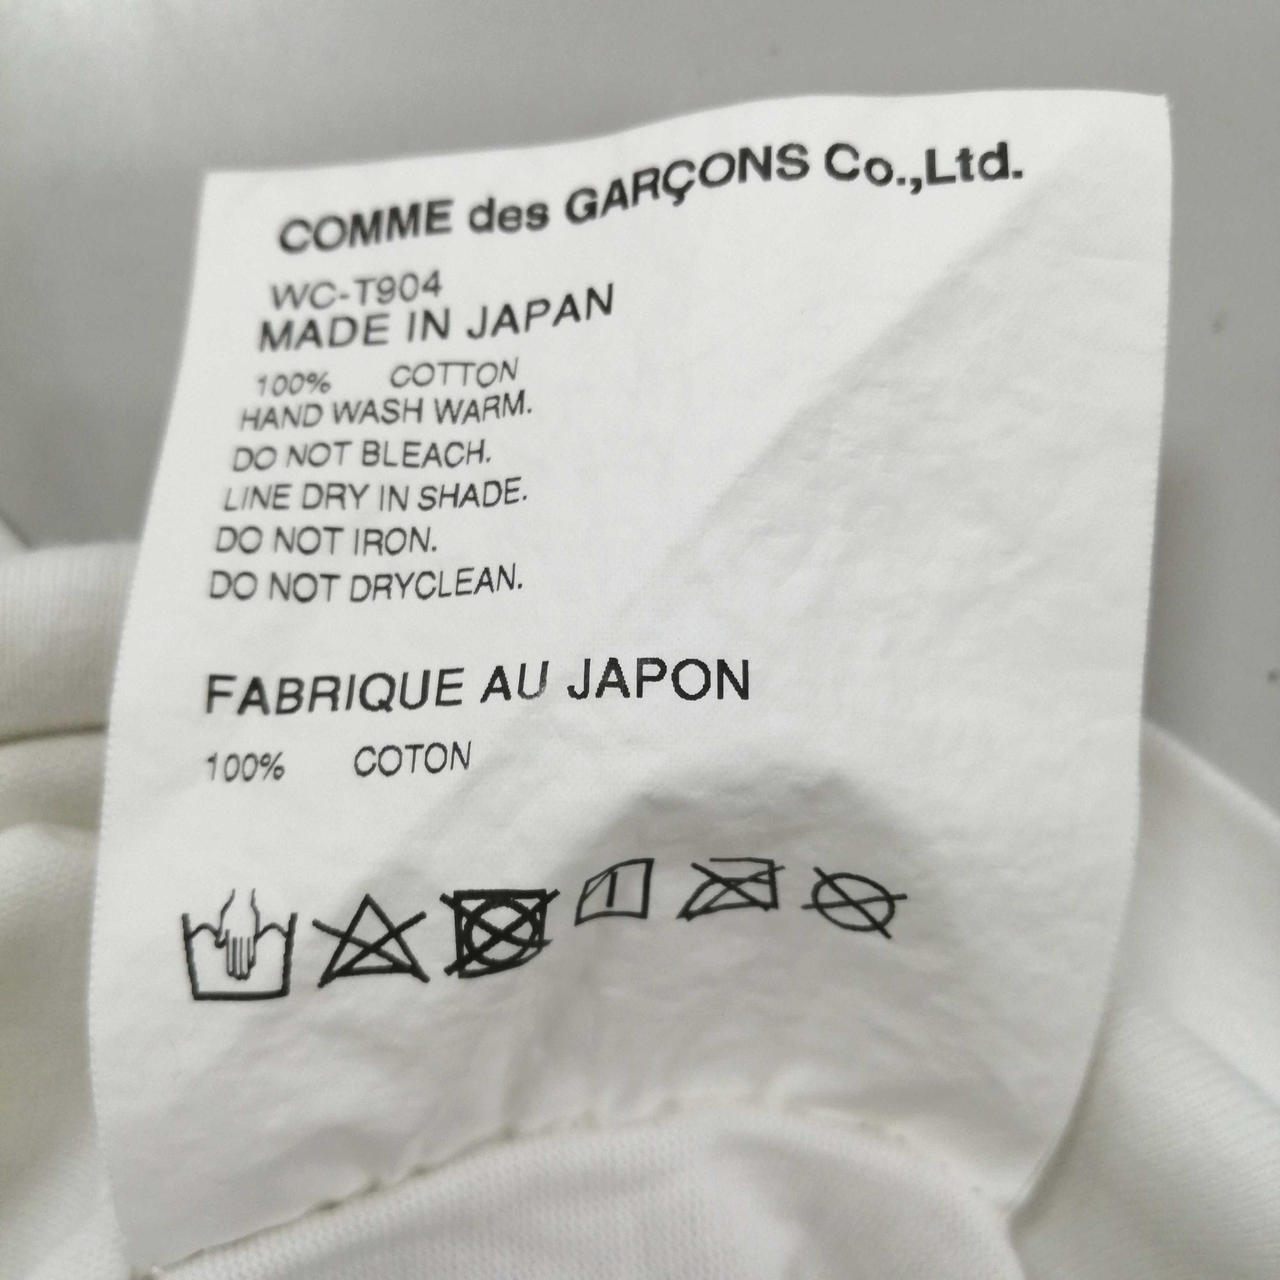 COMME des GARÇONS Co.,Ltd.
WC-T904
MADE IN JAPAN
100% COTTON
HAND WASH WARM.
DO NOT BLEACH.
LINE DRY IN SHADE.
DO NOT IRON.
DO NOT DRYCLEAN.
FABRIQUE AU JAPON
100% COTON